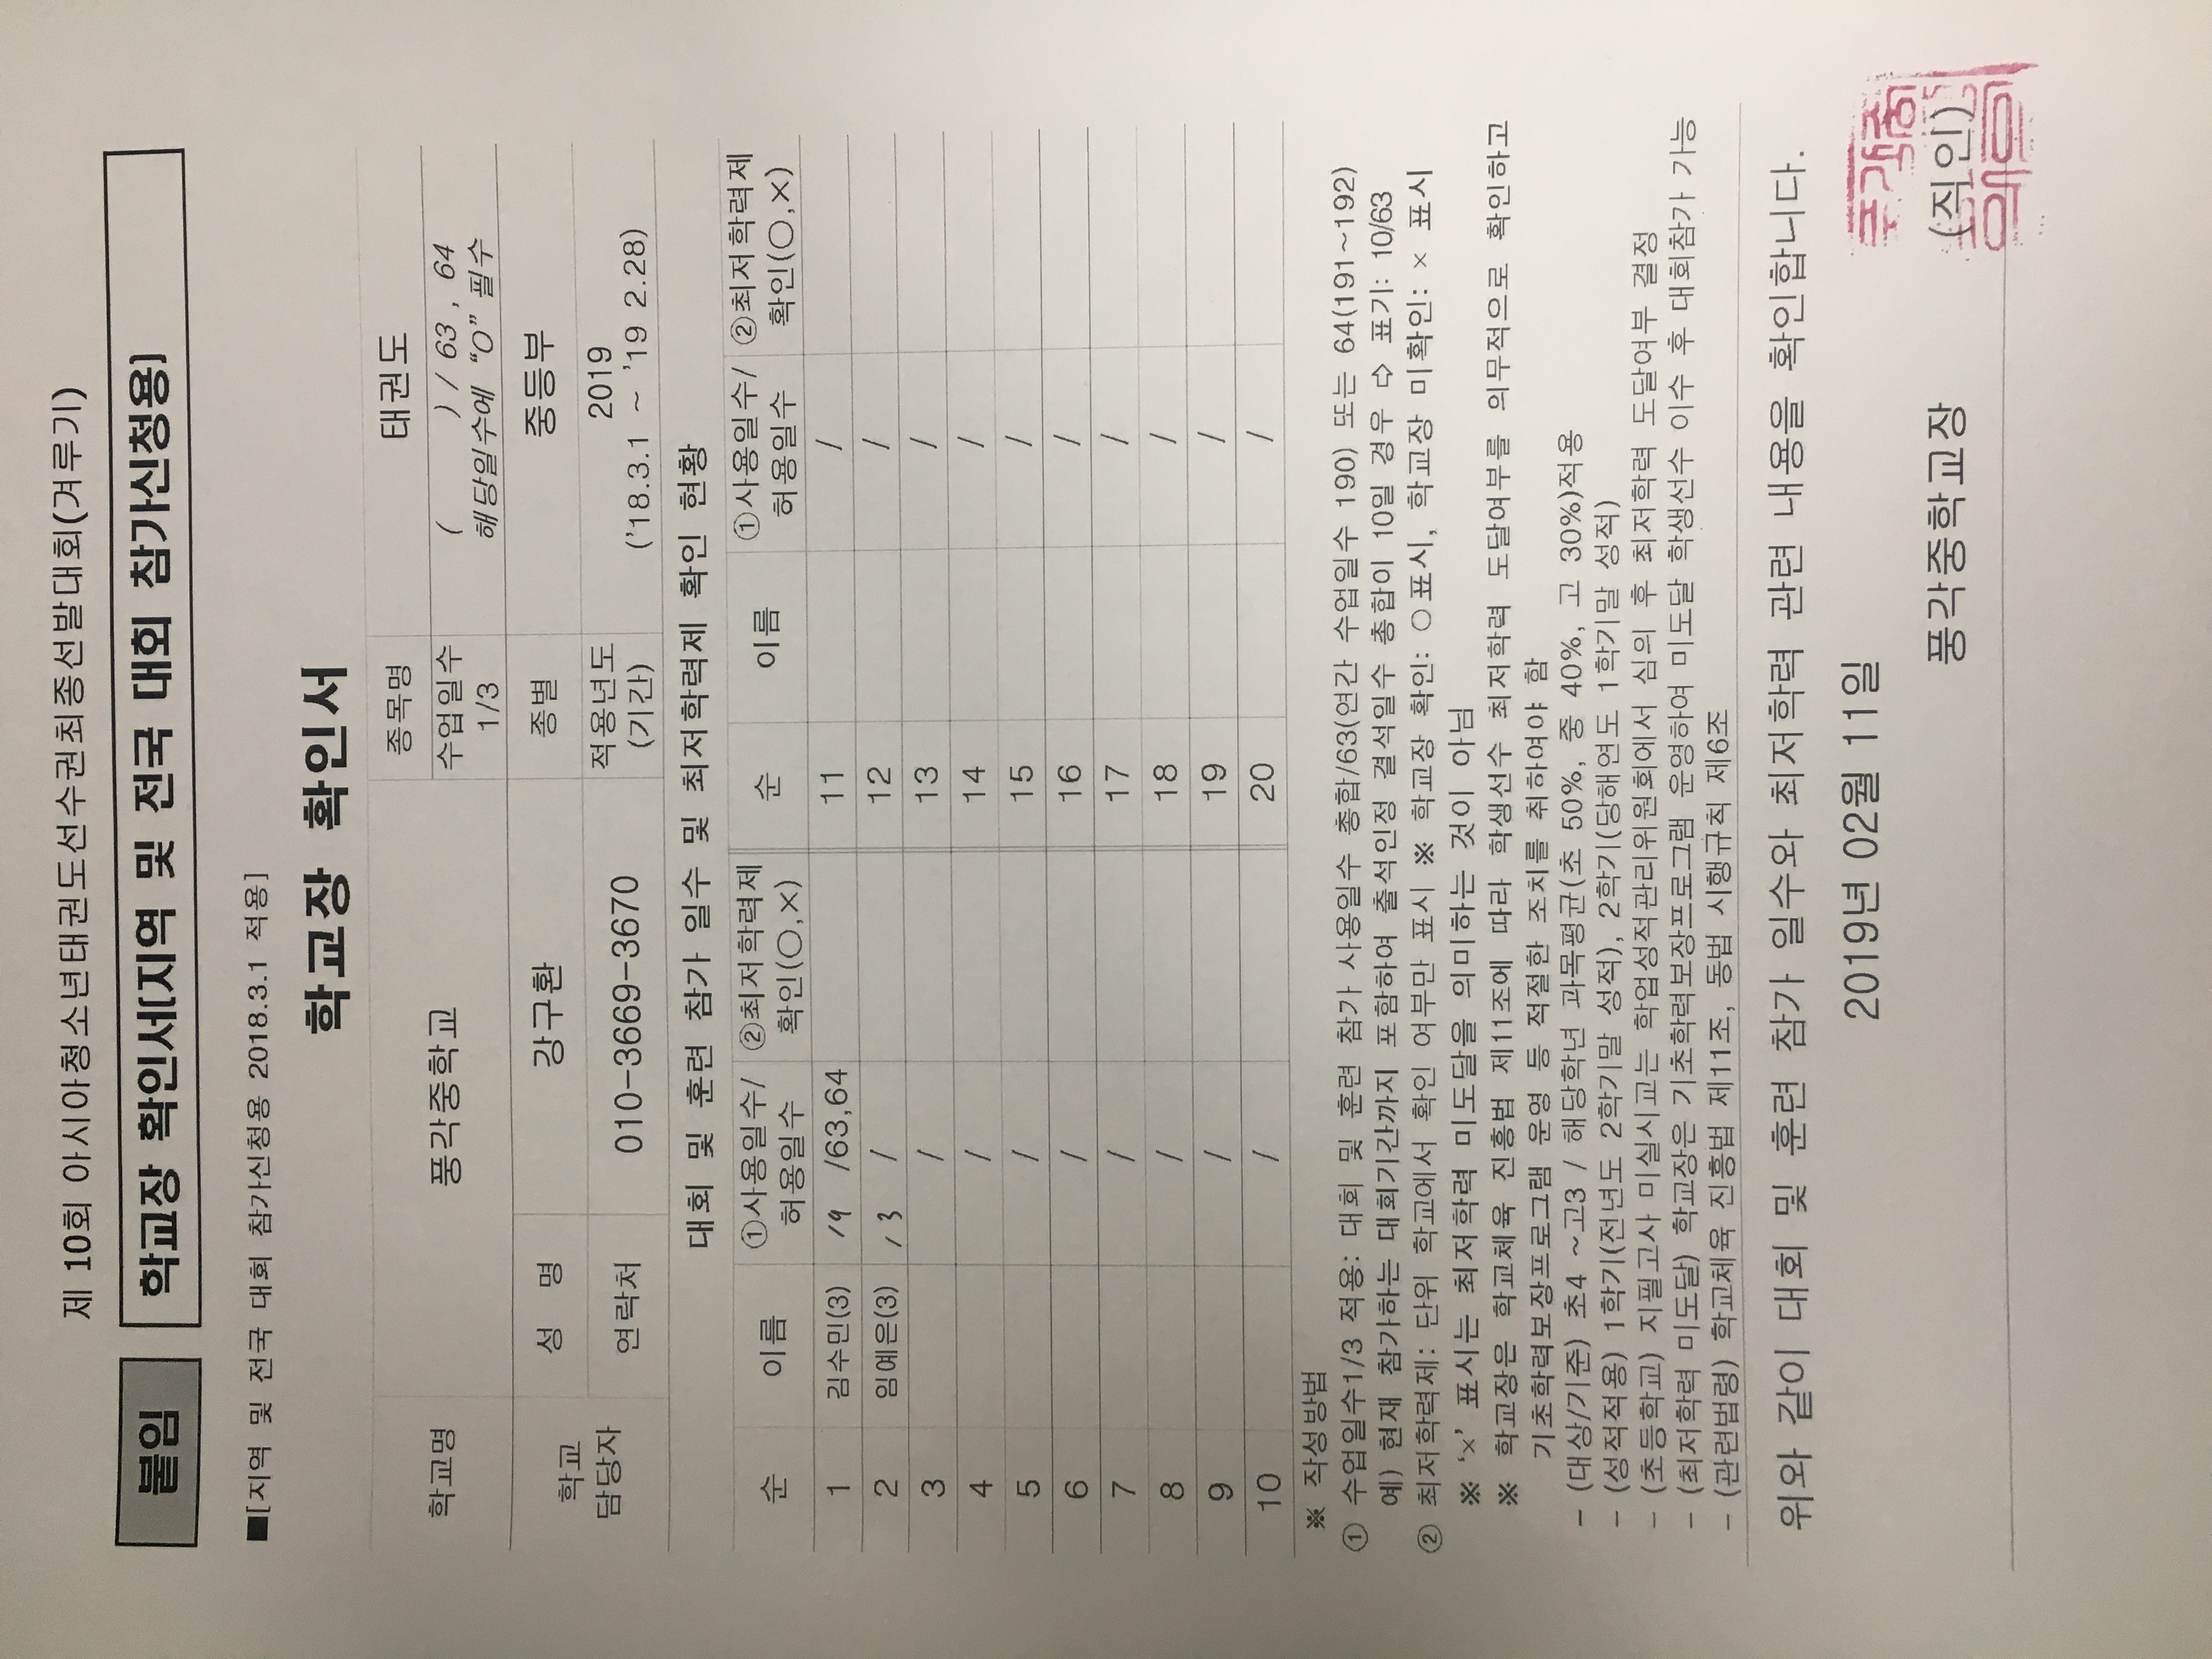 제 10회 아시아청소년태권도선수권최종선발대회(겨루기)
붙임 학교장 확인서[지역 및 전국 대회 참가신청용]
■[지역 및 전국 대회 참가신청용 2018.3.1 적용]
학교장 확인서
학교명 풍각중학교 종목명 태권도
수업일수 1/3 ( ) / 63 , 64
해당일수에 “O” 필수
학교 담당자 성 명 강구환 종별 중등부
연락처 010-3669-3670 적용년도 (기간) 2019
('18.3.1 ~ '19 2.28)
대회 및 훈련 참가 일수 및 최저학력제 확인 현황
순 이름 ①사용일수/ 허용일수 ②최저학력제 확인(○,×) 순 이름 ①사용일수/ 허용일수 ②최저학력제 확인(○,×)
1 김수민(3) 19 /63,64 11 /
2 임예은(3) 13 / 12 /
3 / 13 /
4 / 14 /
5 / 15 /
6 / 16 /
7 / 17 /
8 / 18 /
9 / 19 /
10 / 20 /
※ 작성방법
① 수업일수1/3 적용: 대회 및 훈련 참가 사용일수 총합/63(연간 수업일수 190) 또는 64(191~192)
예) 현재 참가하는 대회기간까지 포함하여 출석인정 결석일수 총합이 10일 경우 ⇨ 표기: 10/63
② 최저학력제: 단위 학교에서 확인 여부만 표시 ※ 학교장 확인: ○표시, 학교장 미확인: × 표시
※ '×' 표시는 최저학력 미도달을 의미하는 것이 아님
※ 학교장은 학교체육 진흥법 제11조에 따라 학생선수 최저학력 도달여부를 의무적으로 확인하고
기초학력보장프로그램 운영 등 적절한 조치를 취하여야 함
- (대상/기준) 초4 ~고3 / 해당학년 과목평균(초 50%, 중 40%, 고 30%)적용
- (성적적용) 1학기(전년도 2학기말 성적), 2학기(당해연도 1학기말 성적)
- (초등학교) 지필고사 미실시교는 학업성적관리위원회에서 심의 후 최저학력 도달여부 결정
- (최저학력 미도달) 학교장은 기초학력보장프로그램 운영하여 미도달 학생선수 이수 후 대회참가 가능
- (관련법령) 학교체육 진흥법 제11조, 동법 시행규칙 제6조
위와 같이 대회 및 훈련 참가 일수와 최저학력 관련 내용을 확인합니다.
2019년 02월 11일
풍각중학교장 (직인)